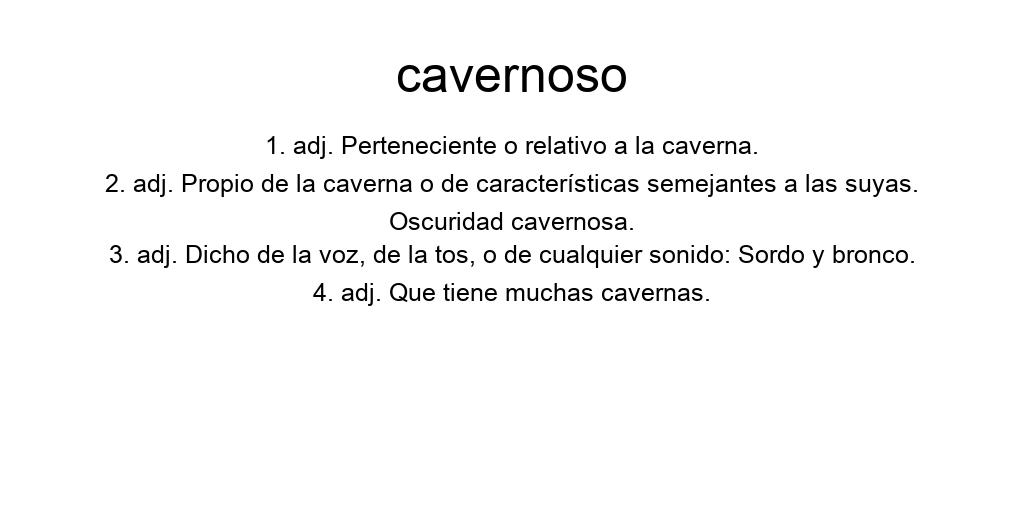 cavernoso
1. adj. Perteneciente o relativo a la caverna.
2. adj. Propio de la caverna o de características semejantes a las suyas.
Oscuridad cavernosa.
3. adj. Dicho de la voz, de la tos, o de cualquier sonido: Sordo y bronco.
4. adj. Que tiene muchas cavernas.